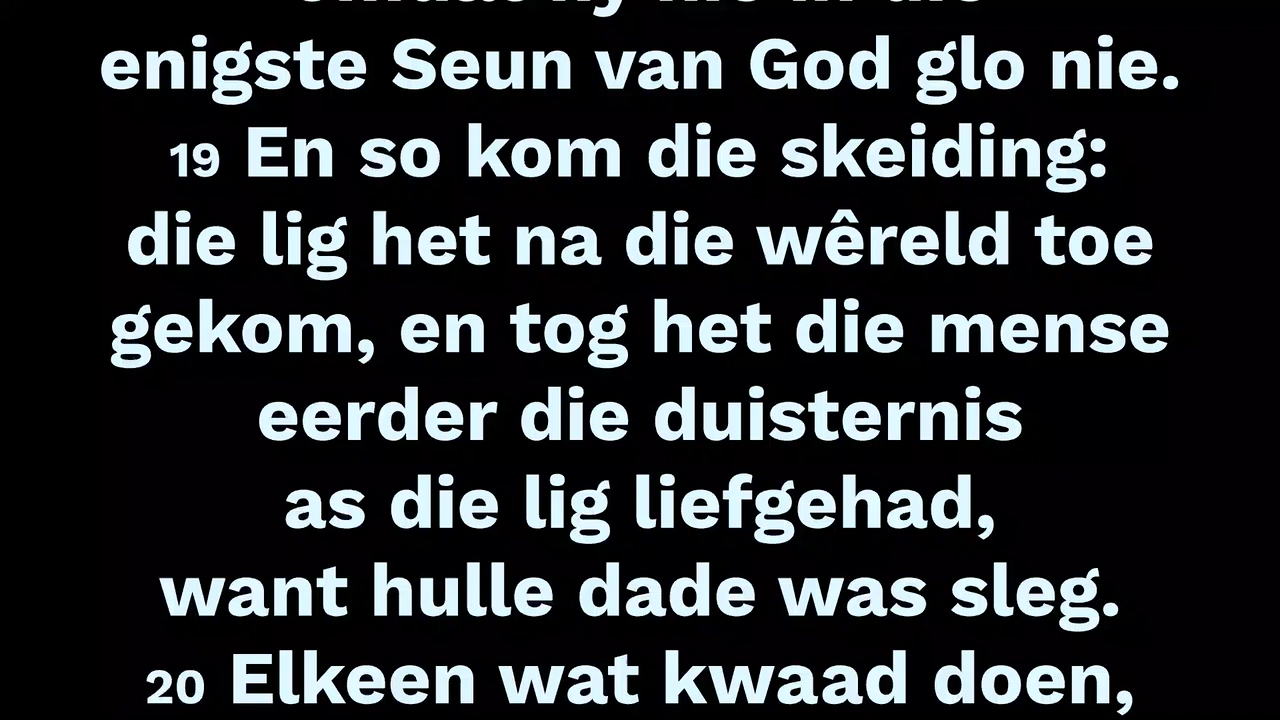 enigste Seun van God glo nie.
19 En so kom die skeiding:
die lig het na die wêreld toe
gekom, en tog het die mense
eerder die duisternis
as die lig liefgehad,
want hulle dade was sleg.
20 Elkeen wat kwaad doen,